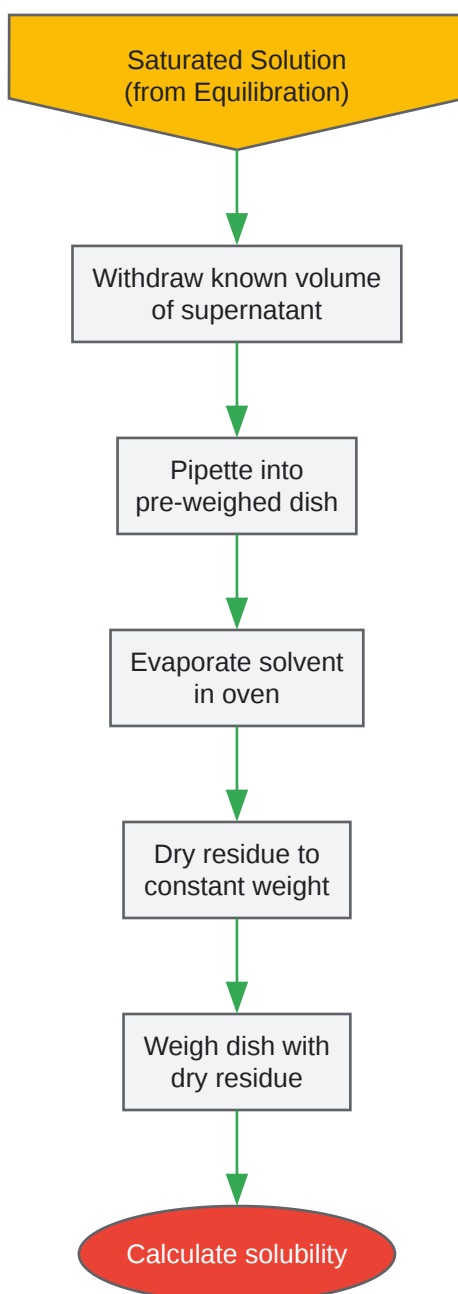 Saturated Solution
(from Equilibration)
Withdraw known volume
of supernatant
Pipette into
pre-weighed dish
Evaporate solvent
in oven
Dry residue to
constant weight
Weigh dish with
dry residue
Calculate solubility